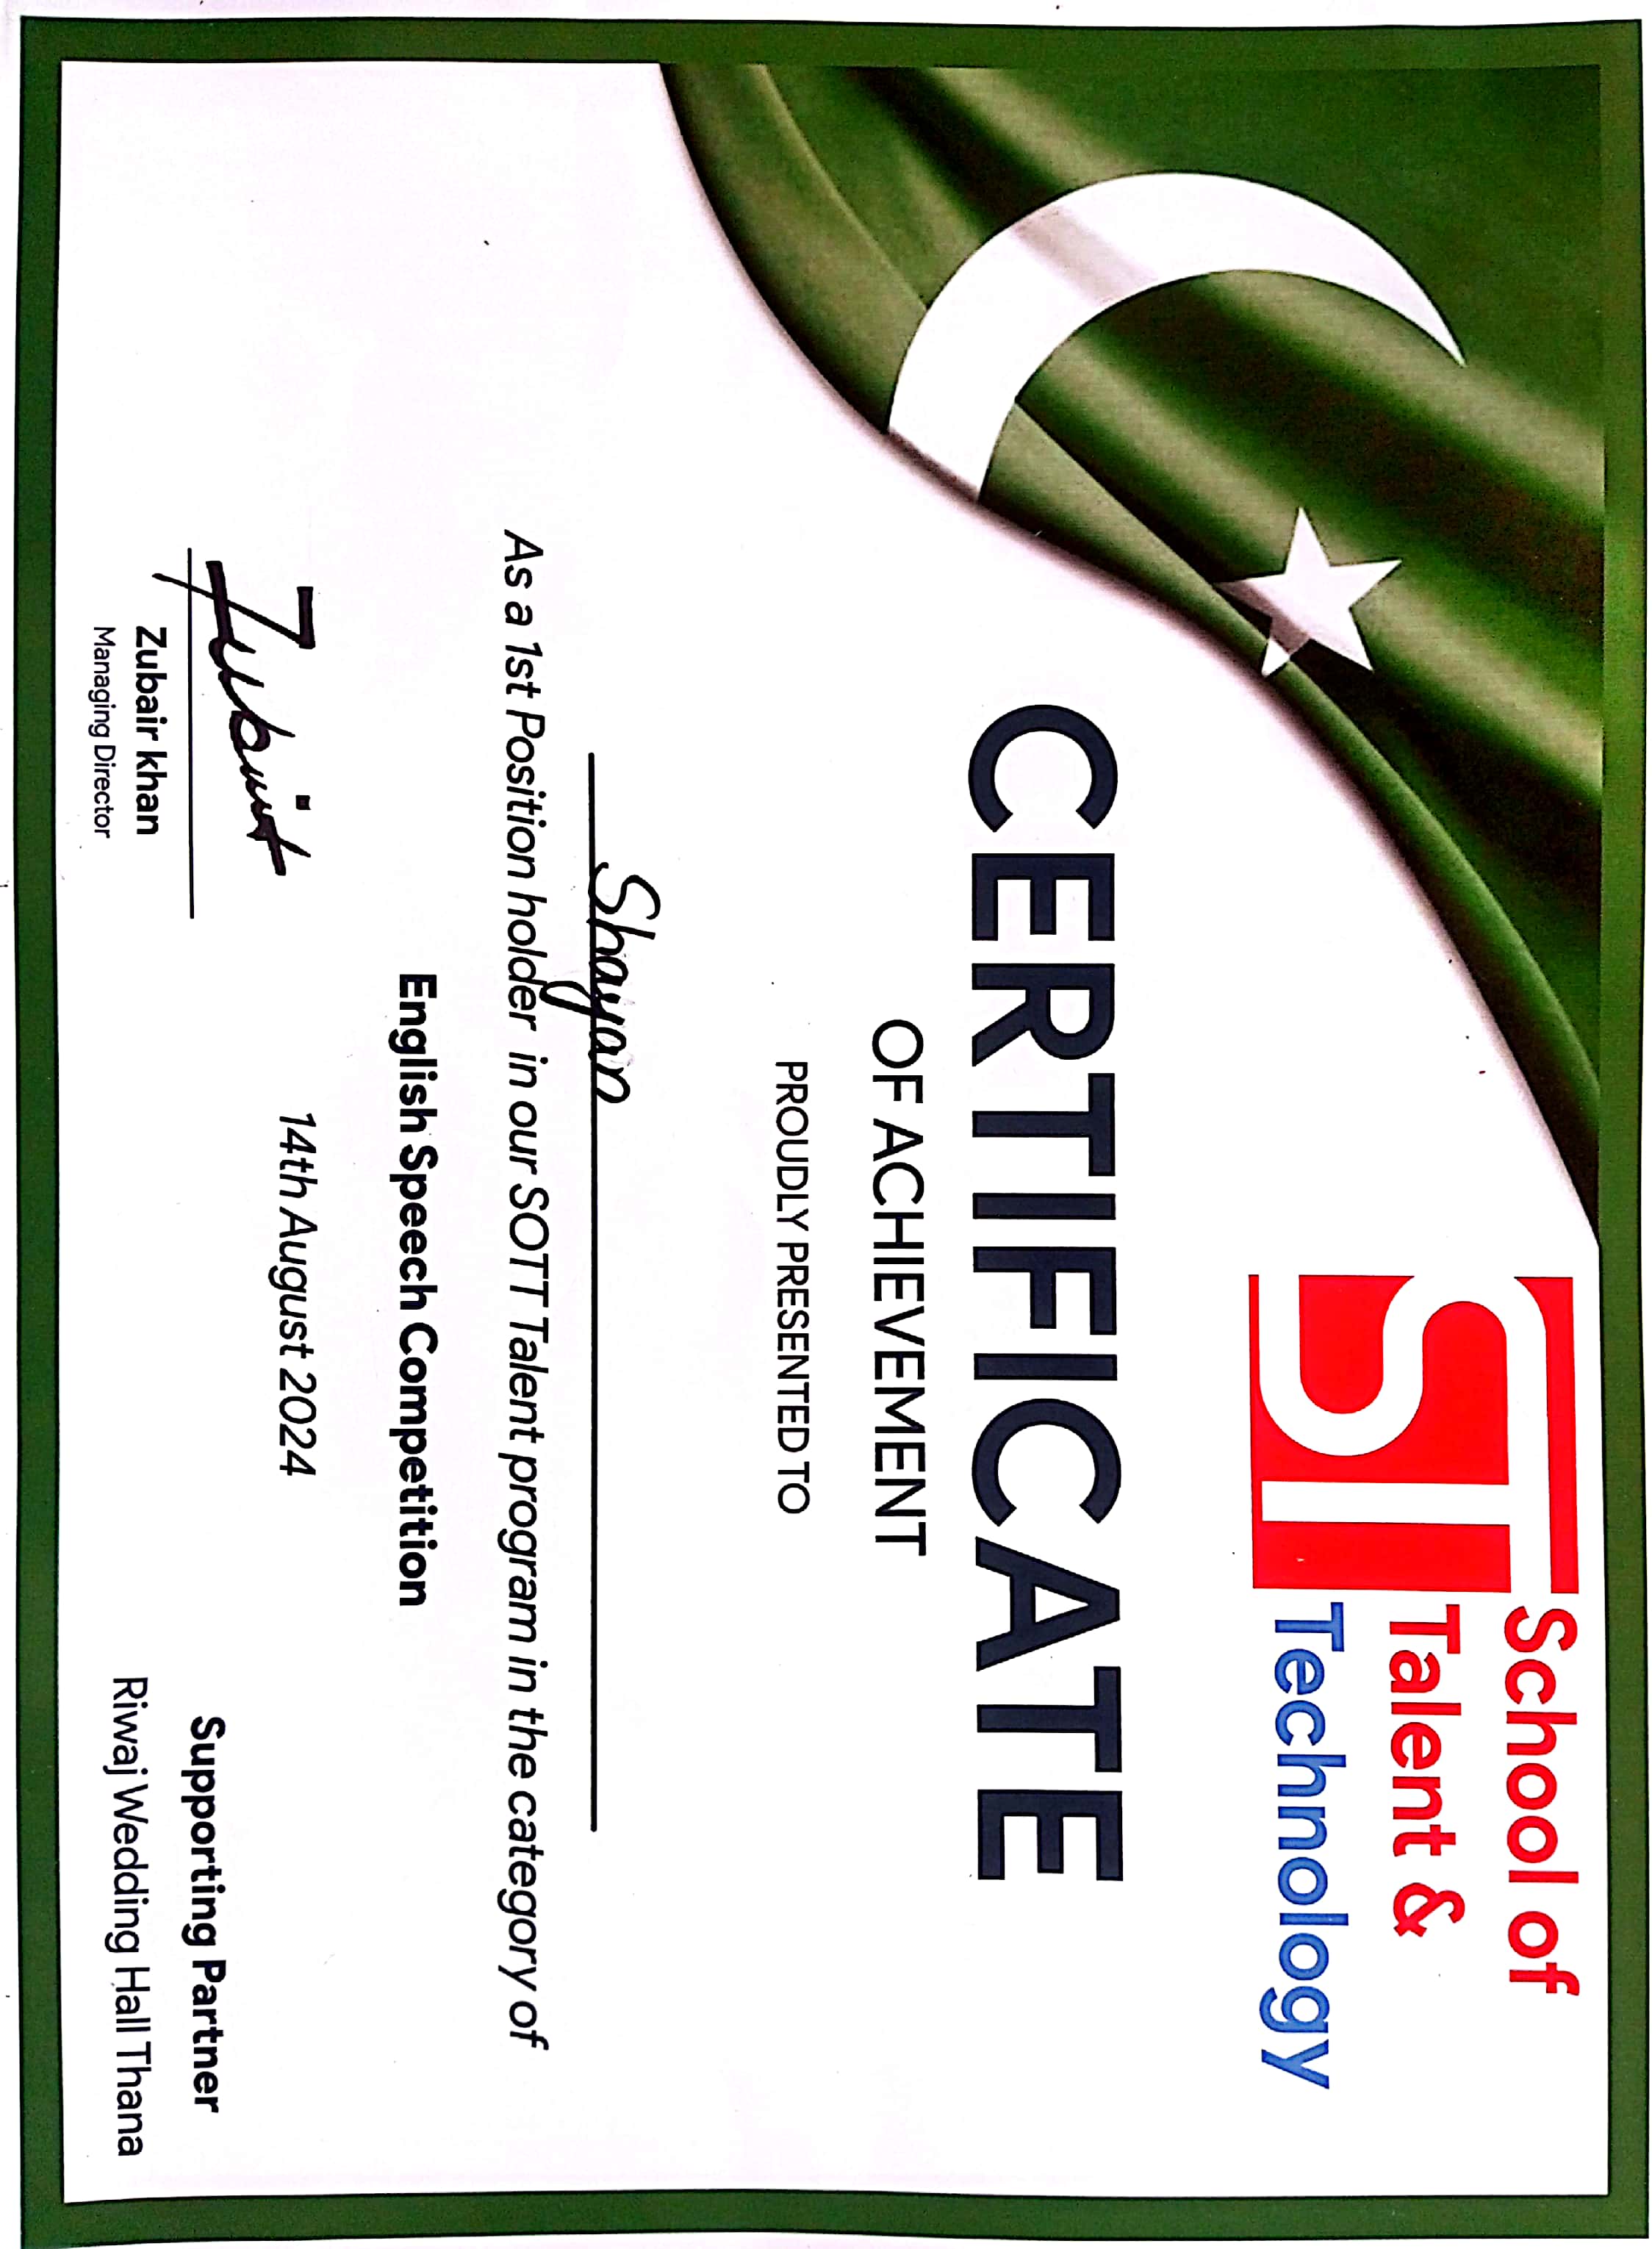 ST
School of
Talent &
Technology
CERTIFICATE
OF ACHIEVEMENT
PROUDLY PRESENTED TO
Shayan
As a 1st Position holder in our SOTT Talent program in the category of
English Speech Competition
14th August 2024
Zubair
Zubair khan
Managing Director
Supporting Partner
Riwaj Wedding Hall Thana